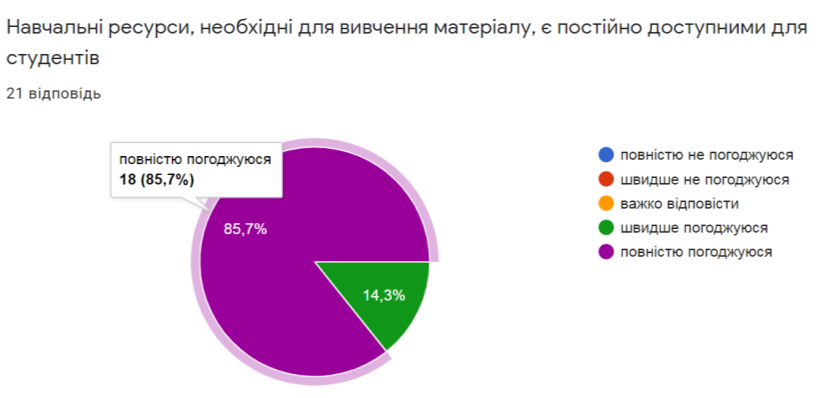 Навчальні ресурси, необхідні для вивчення матеріалу, є постійно доступними для
студентів
21 відповідь
повністю погоджуюся
18 (85,7%)
85,7%
14,3%
повністю не погоджуюся
швидше не погоджуюся
важко відповісти
швидше погоджуюся
повністю погоджуюся